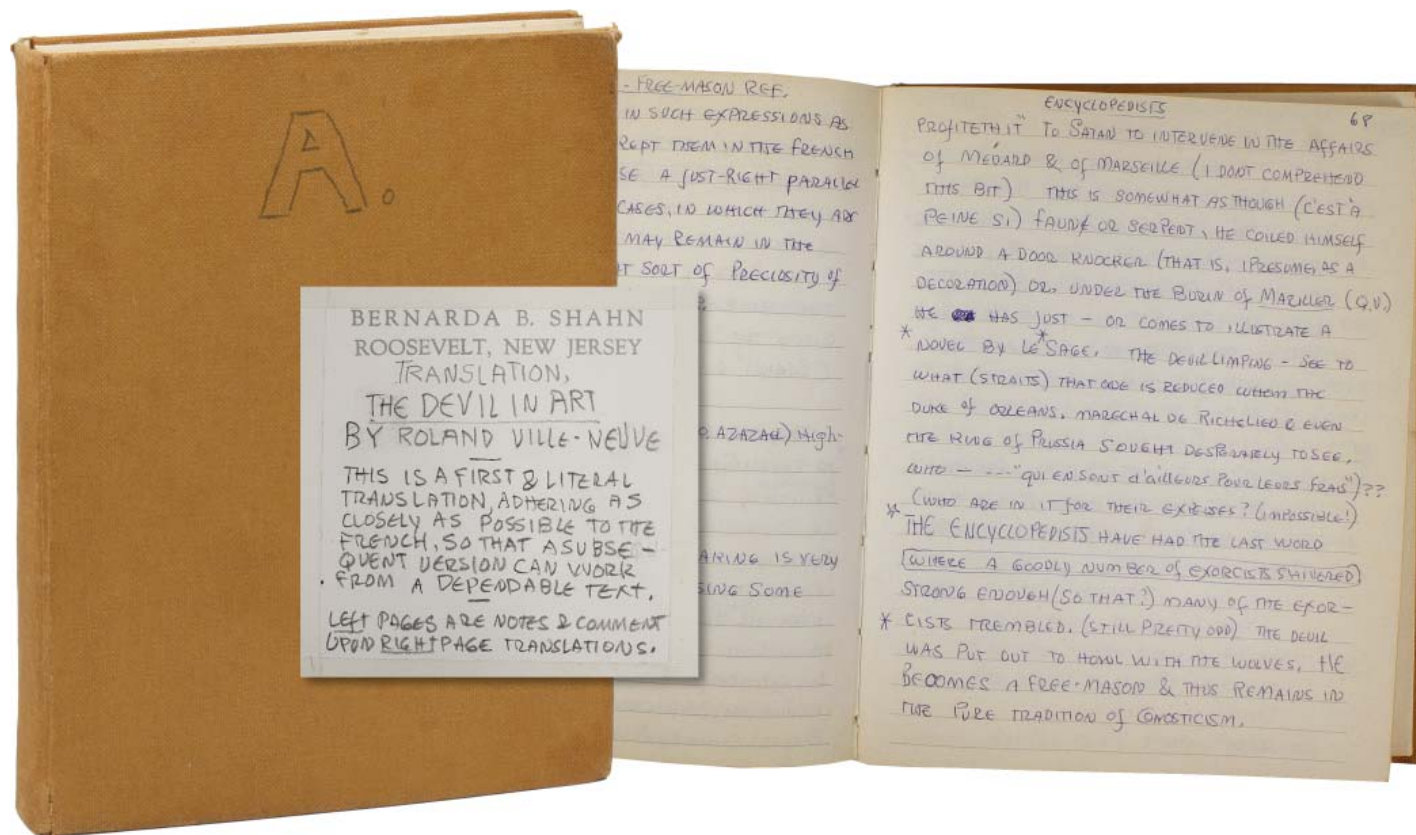 A.
BERNARDA B. SHAHN
ROOSEVELT, NEW JERSEY
TRANSLATION,
THE DEVIL IN ART
BY ROLAND VILLE-NEUVE
THIS IS A FIRST & LITERAL
TRANSLATION, ADHERING AS
CLOSELY AS POSSIBLE TO THE
FRENCH, SO THAT A SUBSE-
QUENT VERSION CAN WORK
FROM A DEPENDABLE TEXT.
LEFT PAGES ARE NOTES & COMMENT
UPON RIGHT PAGE TRANSLATIONS.
- FREE-MASON REF.
IN SUCH EXPRESSIONS AS
THEM IN THE FRENCH
SE A JUST-RIGHT PARALLEL
CASES, IN WHICH THEY ARE
MAY REMAIN IN THE
SORT OF PRECIOSITY OF
AZAZAEL) HIGH-
ARING IS VERY
SING SOME
ENCYCLOPEDISTS
68
PROFITETH IT" TO SATAN TO INTERVENE IN THE AFFAIRS
OF MEDARD & OF MARSEILLE (I DONT COMPREHEND
THIS BIT) THIS IS SOMEWHAT AS THOUGH (C'EST À
PEINE SI) FAUN OR SERPENT, HE COILED HIMSELF
AROUND A DOOR KNOCKER (THAT IS, I PRESUME, AS A
DECORATION) OR, UNDER THE BURIN OF MARILLER (Q.V.)
HE HAS JUST - OR COMES TO ILLUSTRATE A
* NOVEL BY LE *SAGE, THE DEVIL LIMPING - SEE TO
WHAT (STRAITS) THAT ONE IS REDUCED WHOM THE
DUKE OF ORLEANS, MARECHAL DE RICHELIEU & EVEN
THE KING OF PRUSSIA SOUGHT DESPERATELY TO SEE,
WHO - --- "QUI EN SONT d'AILLEURS POUR LEURS FRAIS")??
(WHO ARE IN IT FOR THEIR EXPENSES? (IMPOSSIBLE!)
* THE ENCYCLOPEDISTS HAVE HAD THE LAST WORD
(WHERE A GOODLY NUMBER OF EXORCISTS SHIVERED)
STRONG ENOUGH (SO THAT?) MANY OF THE EXOR-
* CISTS TREMBLED. (STILL PRETTY ODD) THE DEVIL
WAS PUT OUT TO HOWL WITH THE WOLVES, HE
BECOMES A FREE-MASON & THUS REMAINS IN
THE PURE TRADITION OF GNOSTICISM.